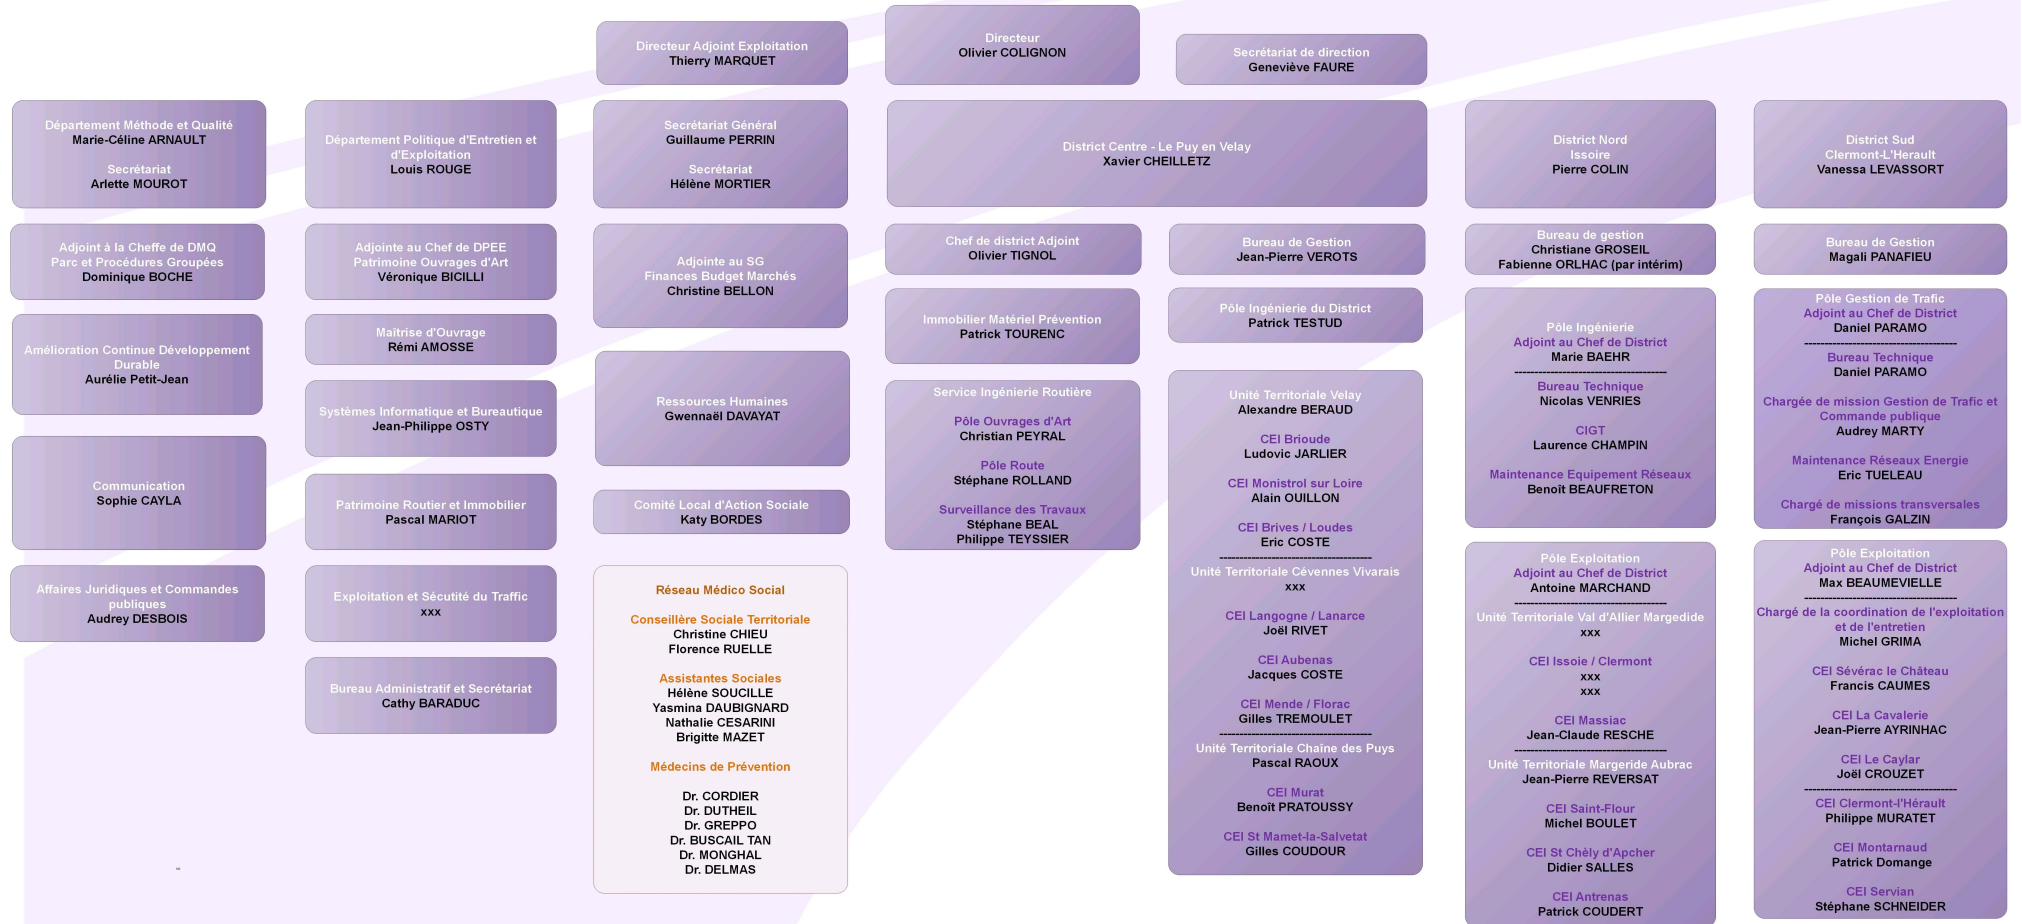 Directeur Adjoint Exploitation
Thierry MARQUET
Directeur
Olivier COLIGNON
Secrétariat de direction
Geneviève FAURE
Département Méthode et Qualité
Marie-Céline ARNAULT
Secrétariat
Arlette MOUROT
Adjoint à la Cheffe de DMQ
Parc et Procédures Groupées
Dominique BOCHE
Amélioration Continue Développement
Durable
Aurélie Petit-Jean
Communication
Sophie CAYLA
Affaires Juridiques et Commandes
publiques
Audrey DESBOIS
Département Politique d'Entretien et
d'Exploitation
Louis ROUGE
Adjointe au Chef de DPEE
Patrimoine Ouvrages d'Art
Véronique BICILLI
Maîtrise d'Ouvrage
Rémi AMOSSE
Systèmes Informatique et Bureautique
Jean-Philippe OSTY
Patrimoine Routier et Immobilier
Pascal MARIOT
Exploitation et Sécutité du Traffic
xxx
Bureau Administratif et Secrétariat
Cathy BARADUC
Secrétariat Général
Guillaume PERRIN
Secrétariat
Hélène MORTIER
Adjointe au SG
Finances Budget Marchés
Christine BELLON
Ressources Humaines
Gwennaël DAVAYAT
Comité Local d'Action Sociale
Katy BORDES
Réseau Médico Social
Conseillère Sociale Territoriale
Christine CHIEU
Florence RUELLE
Assistantes Sociales
Hélène SOUCILLE
Yasmina DAUBIGNARD
Nathalie CESARINI
Brigitte MAZET
Médecins de Prévention
Dr. CORDIER
Dr. DUTHEIL
Dr. GREPPO
Dr. BUSCAIL TAN
Dr. MONGHAL
Dr. DELMAS
District Centre - Le Puy en Velay
Xavier CHEILLETZ
Chef de district Adjoint
Olivier TIGNOL
Immobilier Matériel Prévention
Patrick TOURENC
Service Ingénierie Routière
Pôle Ouvrages d'Art
Christian PEYRAL
Pôle Route
Stéphane ROLLAND
Surveillance des Travaux
Stéphane BEAL
Philippe TEYSSIER
Bureau de Gestion
Jean-Pierre VEROTS
Pôle Ingénierie du District
Patrick TESTUD
Unité Territoriale Velay
Alexandre BERAUD
CEI Brioude
Ludovic JARLIER
CEI Monistrol sur Loire
Alain OUILLON
CEI Brives / Loudes
Eric COSTE
--------------------------------------
Unité Territoriale Cévennes Vivarais
xxx
CEI Langogne / Lanarce
Joël RIVET
CEI Aubenas
Jacques COSTE
CEI Mende / Florac
Gilles TREMOULET
--------------------------------------
Unité Territoriale Chaîne des Puys
Pascal RAOUX
CEI Murat
Benoît PRATOUSSY
CEI St Mamet-la-Salvetat
Gilles COUDOUR
District Nord
Issoire
Pierre COLIN
Bureau de gestion
Christiane GROSEIL
Fabienne ORLHAC (par intérim)
Pôle Ingénierie
Adjoint au Chef de District
Marie BAEHR
--------------------------------------
Bureau Technique
Nicolas VENRIES
CIGT
Laurence CHAMPIN
Maintenance Equipement Réseaux
Benoît BEAUFRETON
Pôle Exploitation
Adjoint au Chef de District
Antoine MARCHAND
--------------------------------------
Unité Territoriale Val d'Allier Margedide
xxx
CEI Issoie / Clermont
xxx
xxx
CEI Massiac
Jean-Claude RESCHE
--------------------------------------
Unité Territoriale Margeride Aubrac
Jean-Pierre REVERSAT
CEI Saint-Flour
Michel BOULET
CEI St Chèly d'Apcher
Didier SALLES
CEI Antrenas
Patrick COUDERT
District Sud
Clermont-L'Herault
Vanessa LEVASSORT
Bureau de Gestion
Magali PANAFIEU
Pôle Gestion de Trafic
Adjoint au Chef de District
Daniel PARAMO
--------------------------------------
Bureau Technique
Daniel PARAMO
Chargée de mission Gestion de Trafic et
Commande publique
Audrey MARTY
Maintenance Réseaux Energie
Eric TUELEAU
Chargé de missions transversales
François GALZIN
Pôle Exploitation
Adjoint au Chef de District
Max BEAUMEVIELLE
--------------------------------------
Chargé de la coordination de l'exploitation
et de l'entretien
Michel GRIMA
CEI Sévérac le Château
Francis CAUMES
CEI La Cavalerie
Jean-Pierre AYRINHAC
CEI Le Caylar
Joël CROUZET
--------------------------------------
CEI Clermont-l'Hérault
Philippe MURATET
CEI Montarnaud
Patrick Domange
CEI Servian
Stéphane SCHNEIDER